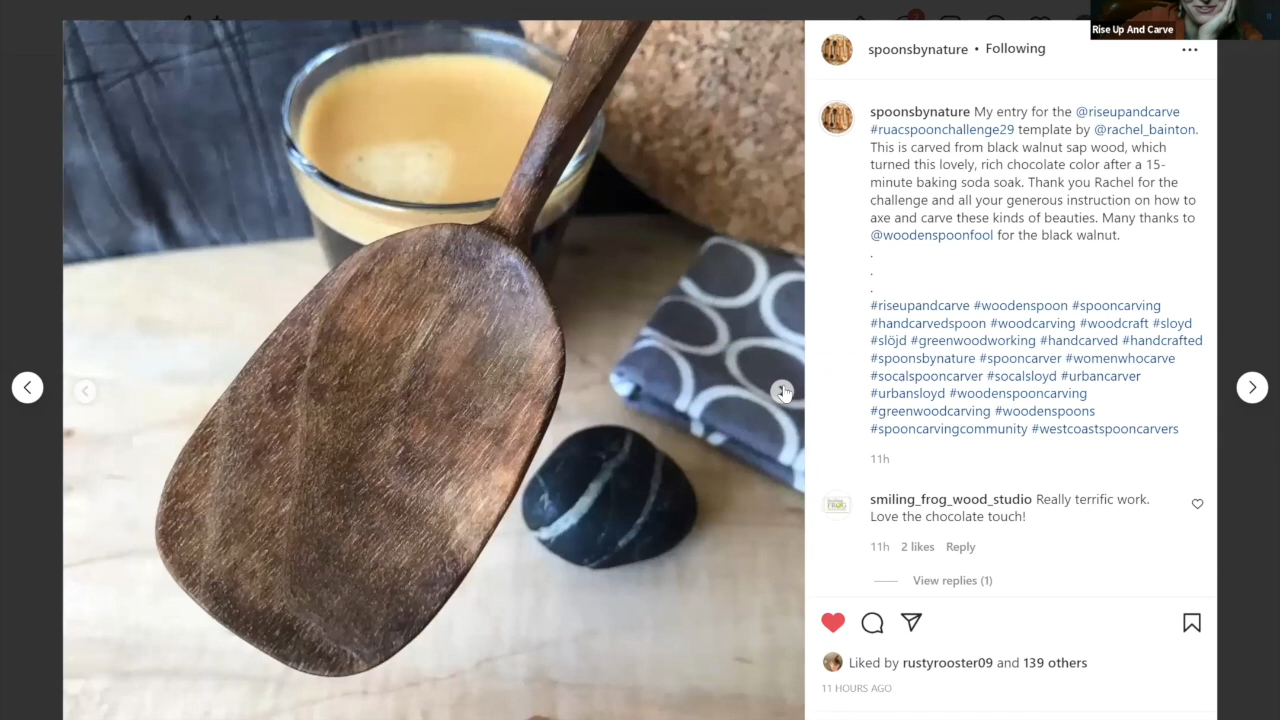 Rise Up And Carve
spoonsbynature • Following
spoonsbynature My entry for the @riseupandcarve
#ruacspoonchallenge29 template by @rachel_bainton.
This is carved from black walnut sap wood, which
turned this lovely, rich chocolate color after a 15-
minute baking soda soak. Thank you Rachel for the
challenge and all your generous instruction on how to
axe and carve these kinds of beauties. Many thanks to
@woodenspoonfool for the black walnut.
.
.
.
#riseupandcarve #woodenspoon #spooncarving
#handcarvedspoon #woodcarving #woodcraft #sloyd
#slöjd #greenwoodworking #handcarved #handcrafted
#spoonsbynature #spooncarver #womenwhocarve
#socalspooncarver #socalsloyd #urbancarver
#urbansloyd #woodenspooncarving
#greenwoodcarving #woodenspoons
#spooncarvingcommunity #westcoastspooncarvers
11h
smiling_frog_wood_studio Really terrific work.
Love the chocolate touch!
11h 2 likes Reply
View replies (1)
Liked by rustyrooster09 and 139 others
11 HOURS AGO